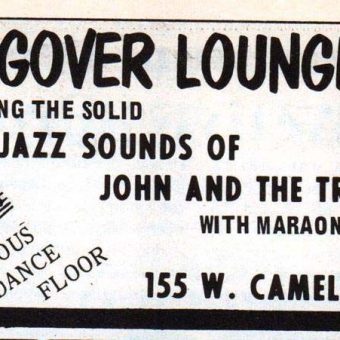 GOVER LOUNG
NG THE SOLID
JAZZ SOUNDS OF
JOHN AND THE TR
WITH MARAON
OUS
DANCE
FLOOR
155 W. CAMEL